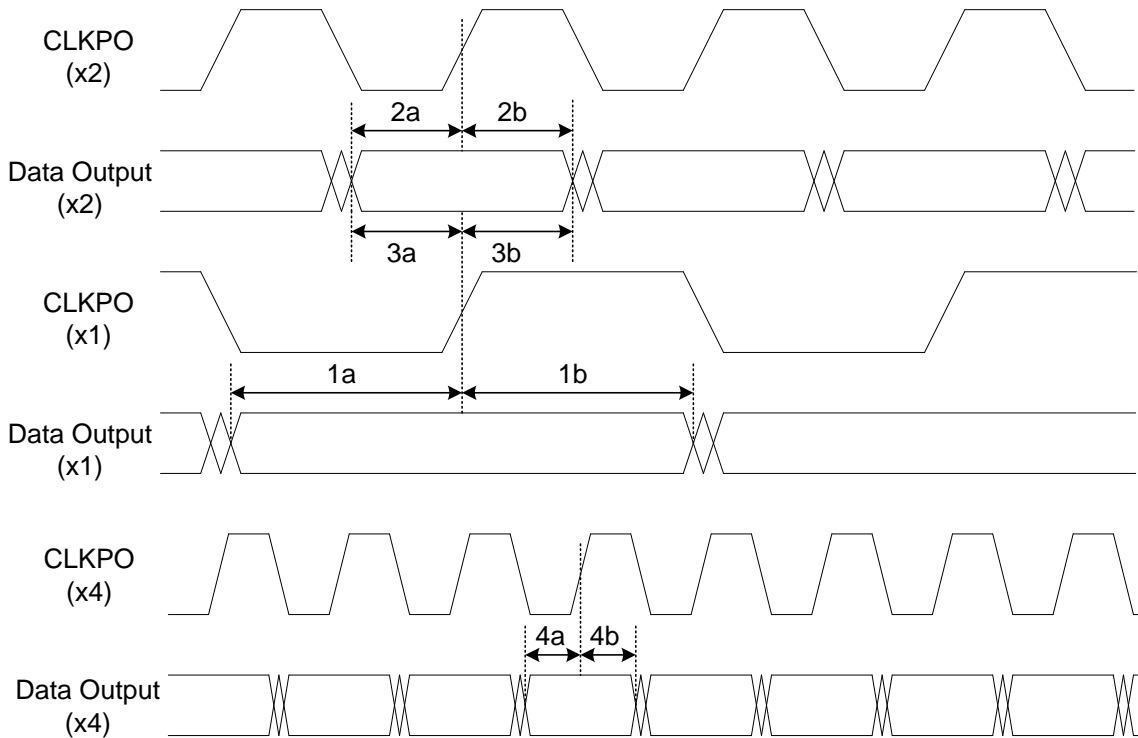 CLKPO
(x2)
2a 2b
Data Output
(x2)
3a 3b
CLKPO
(x1)
1a 1b
Data Output
(x1)
CLKPO
(x4)
4a 4b
Data Output
(x4)